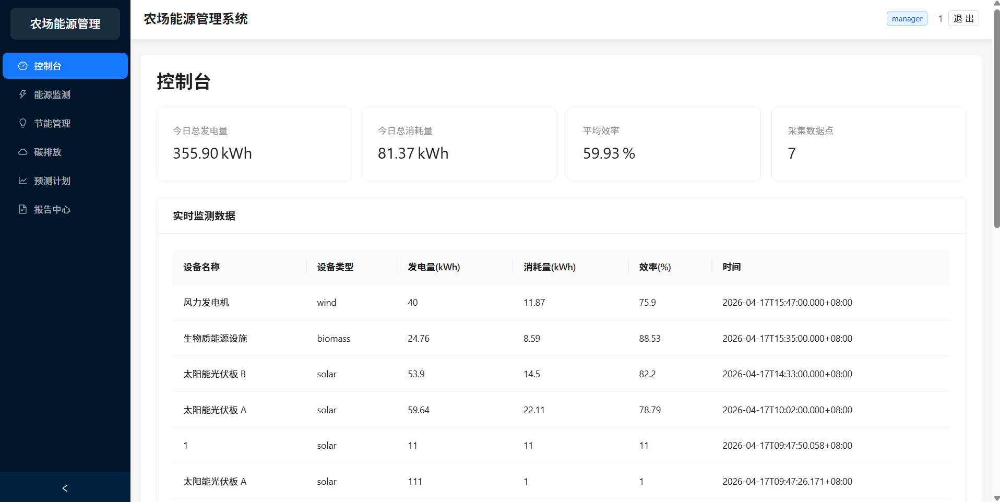 农场能源管理
控制台
能源监测
节能管理
碳排放
预测计划
报告中心
农场能源管理系统
manager 1 退 出
控制台
今日总发电量
355.90 kWh
今日总消耗量
81.37 kWh
平均效率
59.93 %
采集数据点
7
实时监测数据
设备名称 设备类型 发电量(kWh) 消耗量(kWh) 效率(%) 时间
风力发电机 wind 40 11.87 75.9 2026-04-17T15:47:00.000+08:00
生物质能源设施 biomass 24.76 8.59 88.53 2026-04-17T15:35:00.000+08:00
太阳能光伏板 B solar 53.9 14.5 82.2 2026-04-17T14:33:00.000+08:00
太阳能光伏板 A solar 59.64 22.11 78.79 2026-04-17T10:02:00.000+08:00
1 solar 11 11 11 2026-04-17T09:47:50.058+08:00
太阳能光伏板 A solar 111 1 1 2026-04-17T09:47:26.171+08:00